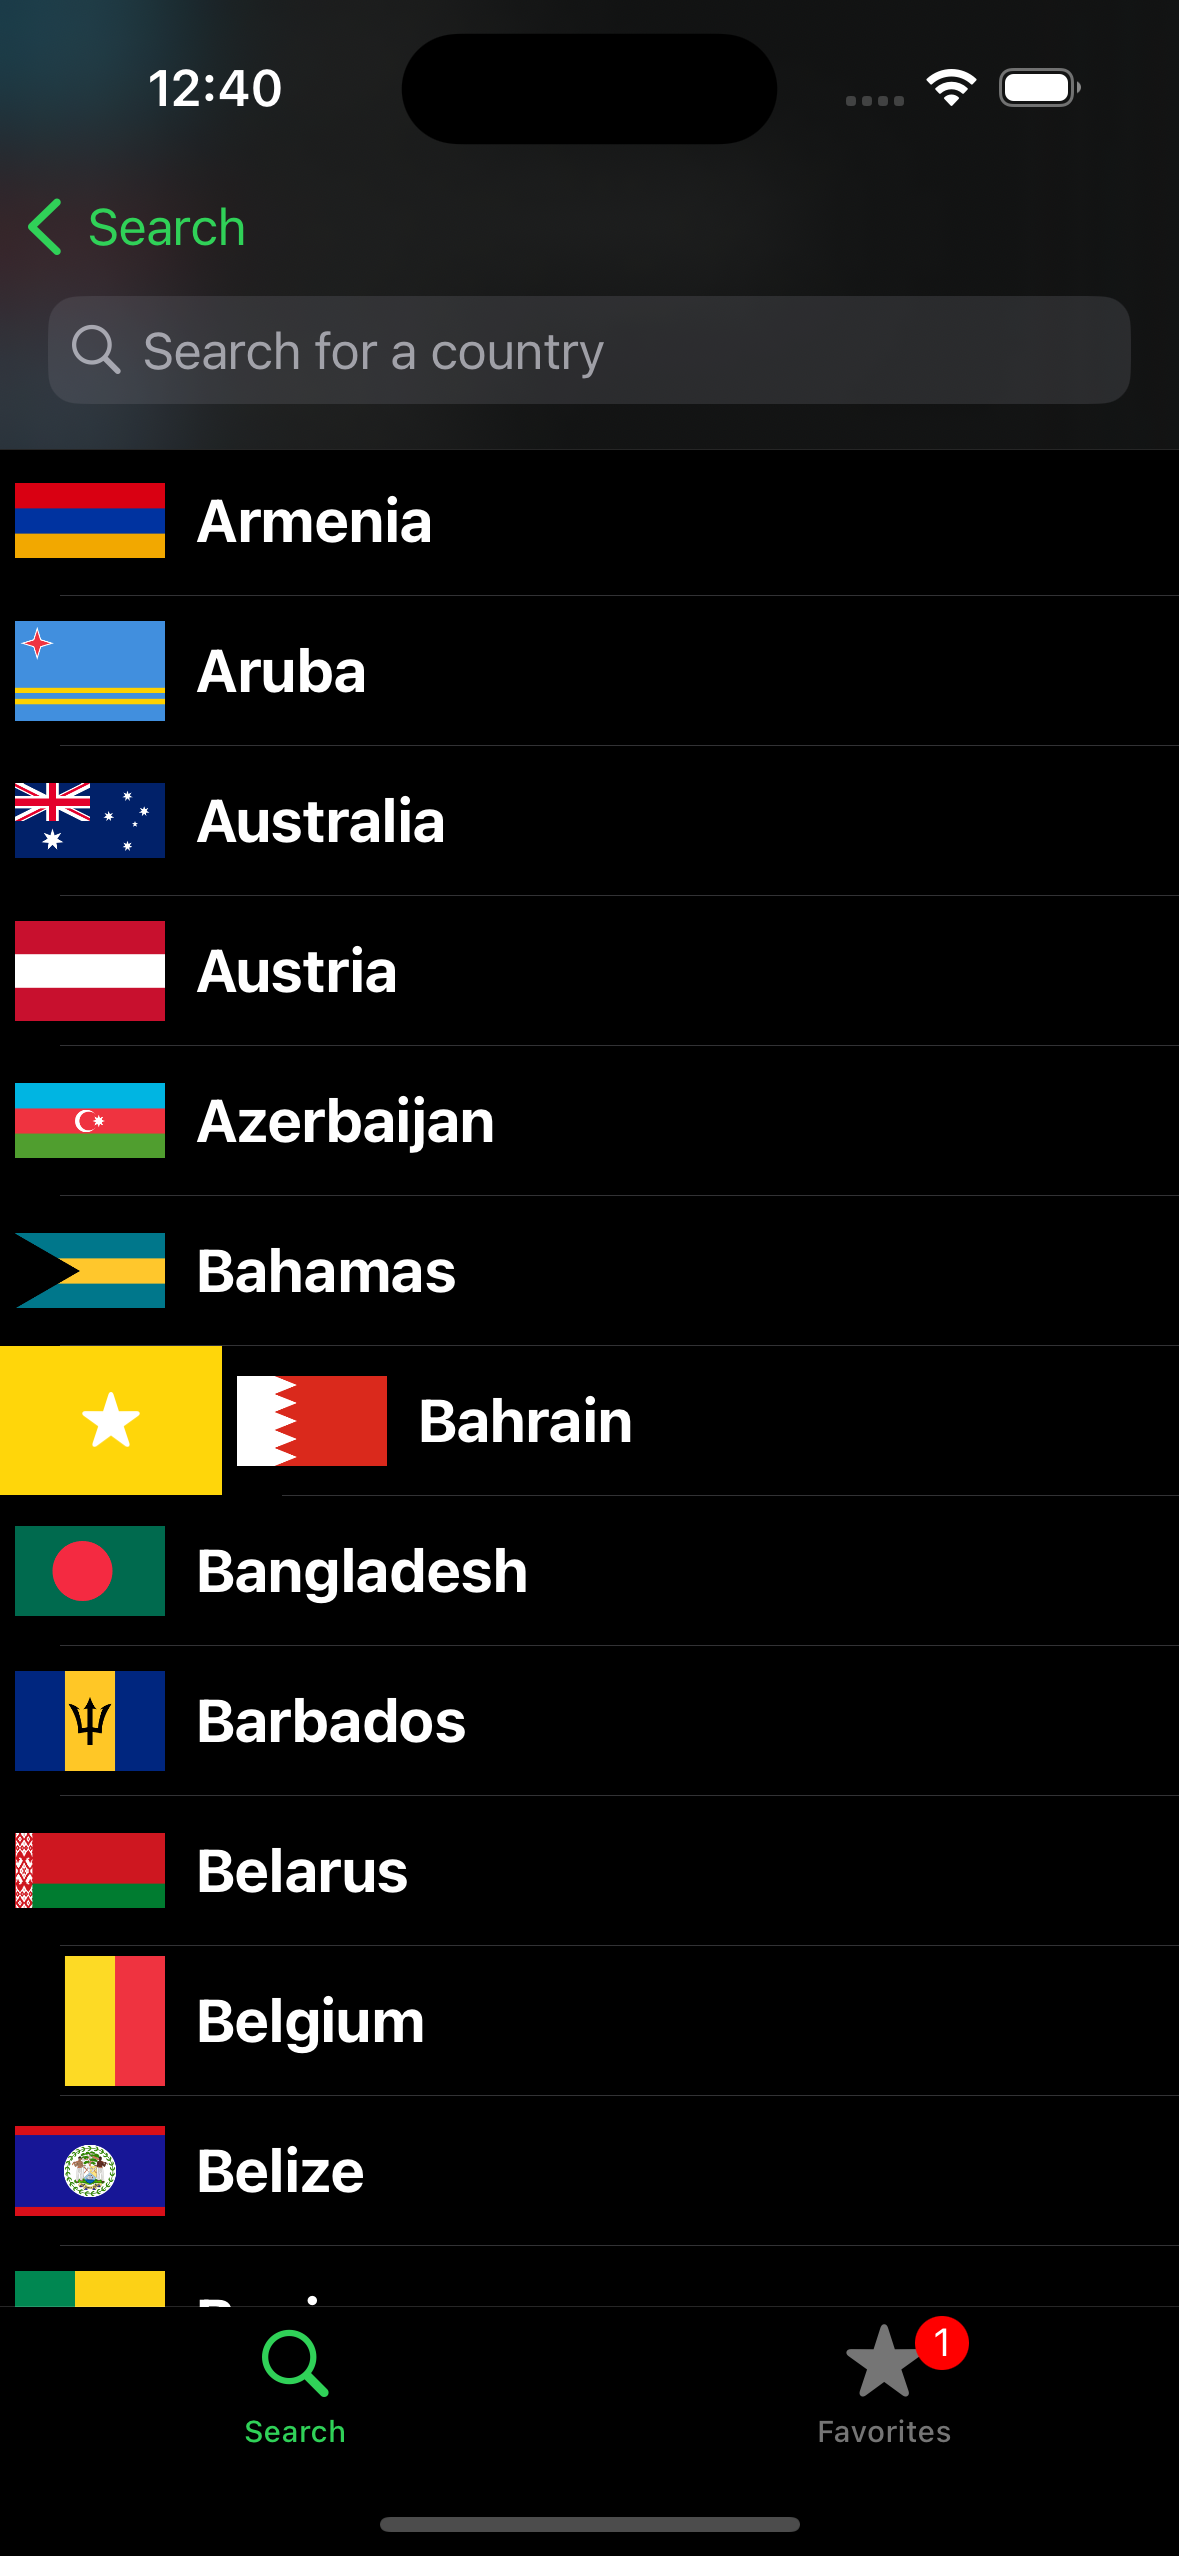 12:40
Search
Search for a country
Armenia
Aruba
Australia
Austria
Azerbaijan
Bahamas
Bahrain
Bangladesh
Barbados
Belarus
Belgium
Belize
1
Search
Favorites